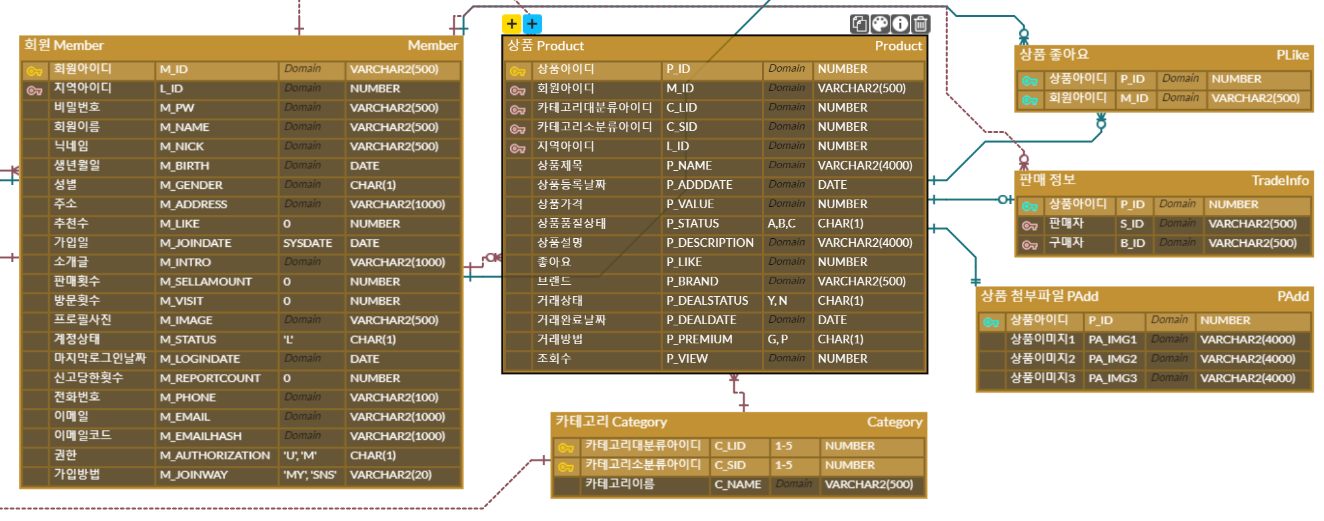 회원 Member Member
회원아이디 M_ID Domain VARCHAR2(500)
지역아이디 L_ID Domain NUMBER
비밀번호 M_PW Domain VARCHAR2(500)
회원이름 M_NAME Domain VARCHAR2(500)
닉네임 M_NICK Domain VARCHAR2(500)
생년월일 M_BIRTH Domain DATE
성별 M_GENDER Domain CHAR(1)
주소 M_ADDRESS Domain VARCHAR2(1000)
추천수 M_LIKE 0 NUMBER
가입일 M_JOINDATE SYSDATE DATE
소개글 M_INTRO Domain VARCHAR2(1000)
판매횟수 M_SELLAMOUNT 0 NUMBER
방문횟수 M_VISIT 0 NUMBER
프로필사진 M_IMAGE Domain VARCHAR2(500)
계정상태 M_STATUS 'L' CHAR(1)
마지막로그인날짜 M_LOGINDATE Domain DATE
신고당한횟수 M_REPORTCOUNT 0 NUMBER
전화번호 M_PHONE Domain VARCHAR2(100)
이메일 M_EMAIL Domain VARCHAR2(1000)
이메일코드 M_EMAILHASH Domain VARCHAR2(1000)
권한 M_AUTHORIZATION 'U', 'M' CHAR(1)
가입방법 M_JOINWAY 'MY', 'SNS' VARCHAR2(20)
상품 Product Product
상품아이디 P_ID Domain NUMBER
회원아이디 M_ID Domain VARCHAR2(500)
카테고리대분류아이디 C_LID Domain NUMBER
카테고리소분류아이디 C_SID Domain NUMBER
지역아이디 L_ID Domain NUMBER
상품제목 P_NAME Domain VARCHAR2(4000)
상품등록날짜 P_ADDDATE Domain DATE
상품가격 P_VALUE Domain NUMBER
상품품질상태 P_STATUS A,B,C CHAR(1)
상품설명 P_DESCRIPTION Domain VARCHAR2(4000)
좋아요 P_LIKE Domain NUMBER
브랜드 P_BRAND Domain VARCHAR2(500)
거래상태 P_DEALSTATUS Y, N CHAR(1)
거래완료날짜 P_DEALDATE Domain DATE
거래방법 P_PREMIUM G, P CHAR(1)
조회수 P_VIEW Domain NUMBER
카테고리 Category Category
카테고리대분류아이디 C_LID 1-5 NUMBER
카테고리소분류아이디 C_SID 1-5 NUMBER
카테고리이름 C_NAME Domain VARCHAR2(500)
상품 좋아요 PLike
상품아이디 P_ID Domain NUMBER
회원아이디 M_ID Domain VARCHAR2(500)
판매 정보 TradeInfo
상품아이디 P_ID Domain NUMBER
판매자 S_ID Domain VARCHAR2(500)
구매자 B_ID Domain VARCHAR2(500)
상품 첨부파일 PAdd PAdd
상품아이디 P_ID Domain NUMBER
상품이미지1 PA_IMG1 Domain VARCHAR2(4000)
상품이미지2 PA_IMG2 Domain VARCHAR2(4000)
상품이미지3 PA_IMG3 Domain VARCHAR2(4000)